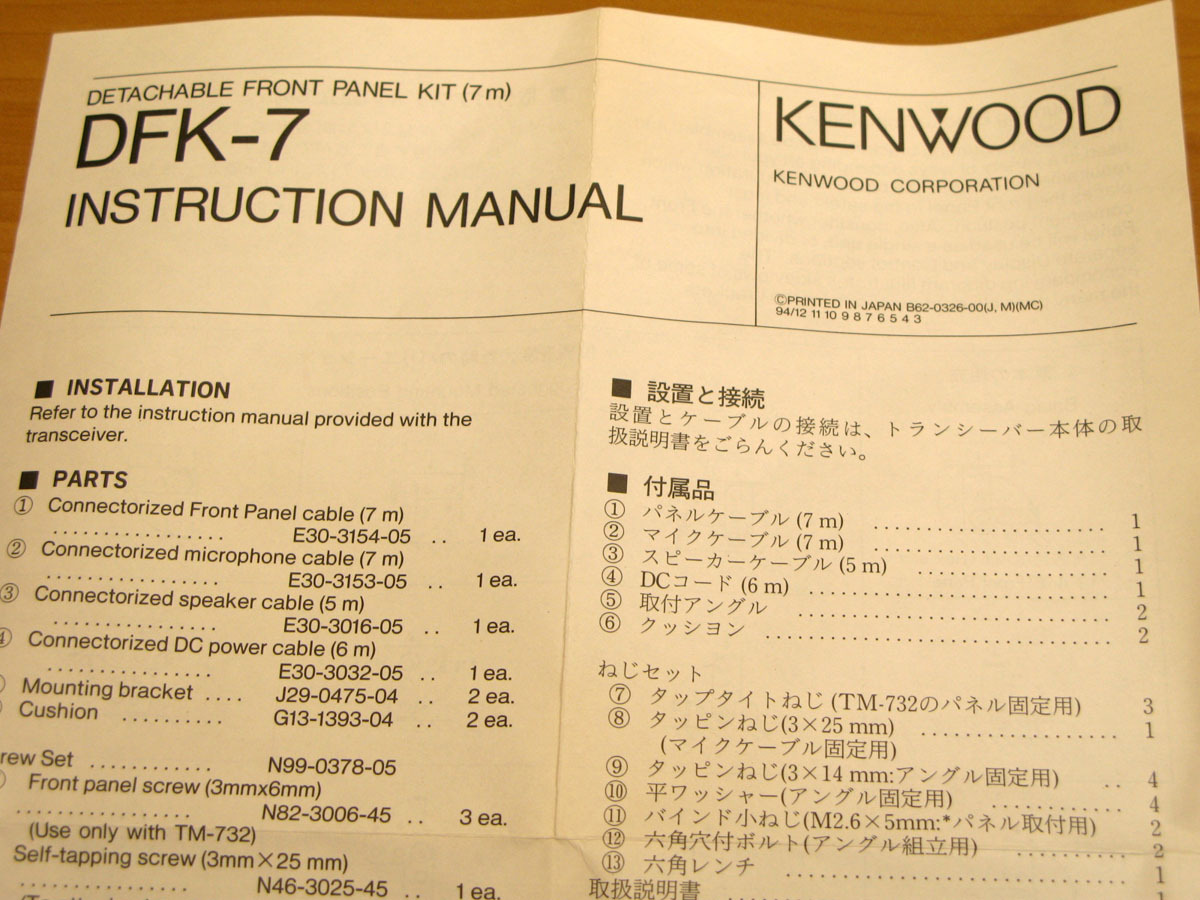 DETACHABLE FRONT PANEL KIT (7 m)
DFK-7
INSTRUCTION MANUAL
KENWOOD
KENWOOD CORPORATION
©PRINTED IN JAPAN B62-0326-00(J, M)(MC)
94/12 11 10 9 8 7 6 5 4 3
■ INSTALLATION
Refer to the instruction manual provided with the
transceiver.
■ PARTS
① Connectorized Front Panel cable (7 m)
................. E30-3154-05 .. 1 ea.
② Connectorized microphone cable (7 m)
................. E30-3153-05 .. 1 ea.
③ Connectorized speaker cable (5 m)
................. E30-3016-05 .. 1 ea.
④ Connectorized DC power cable (6 m)
................. E30-3032-05 .. 1 ea.
Mounting bracket .... J29-0475-04 .. 2 ea.
Cushion .......... G13-1393-04 .. 2 ea.
rew Set ............ N99-0378-05
Front panel screw (3mmx6mm)
................. N82-3006-45 .. 3 ea.
(Use only with TM-732)
Self-tapping screw (3mm×25 mm)
................. N46-3025-45 .. 1 ea.
■ 設置と接続
設置とケーブルの接続は、トランシーバー本体の取
扱説明書をごらんください。
■ 付属品
① パネルケーブル (7 m) ...................... 1
② マイクケーブル (7 m) ...................... 1
③ スピーカーケーブル (5 m) .................. 1
④ DCコード (6 m) .......................... 1
⑤ 取付アングル ............................ 2
⑥ クッション .............................. 2
ねじセット
⑦ タップタイトねじ (TM-732のパネル固定用) 3
⑧ タッピンねじ(3×25 mm) .................. 1
(マイクケーブル固定用)
⑨ タッピンねじ(3×14 mm:アングル固定用) .. 4
⑩ 平ワッシャー(アングル固定用) ............ 4
⑪ バインド小ねじ(M2.6×5mm:*パネル取付用) 2
⑫ 六角穴付ボルト(アングル組立用) .......... 2
⑬ 六角レンチ .............................. 1
取扱説明書 ................................ 1